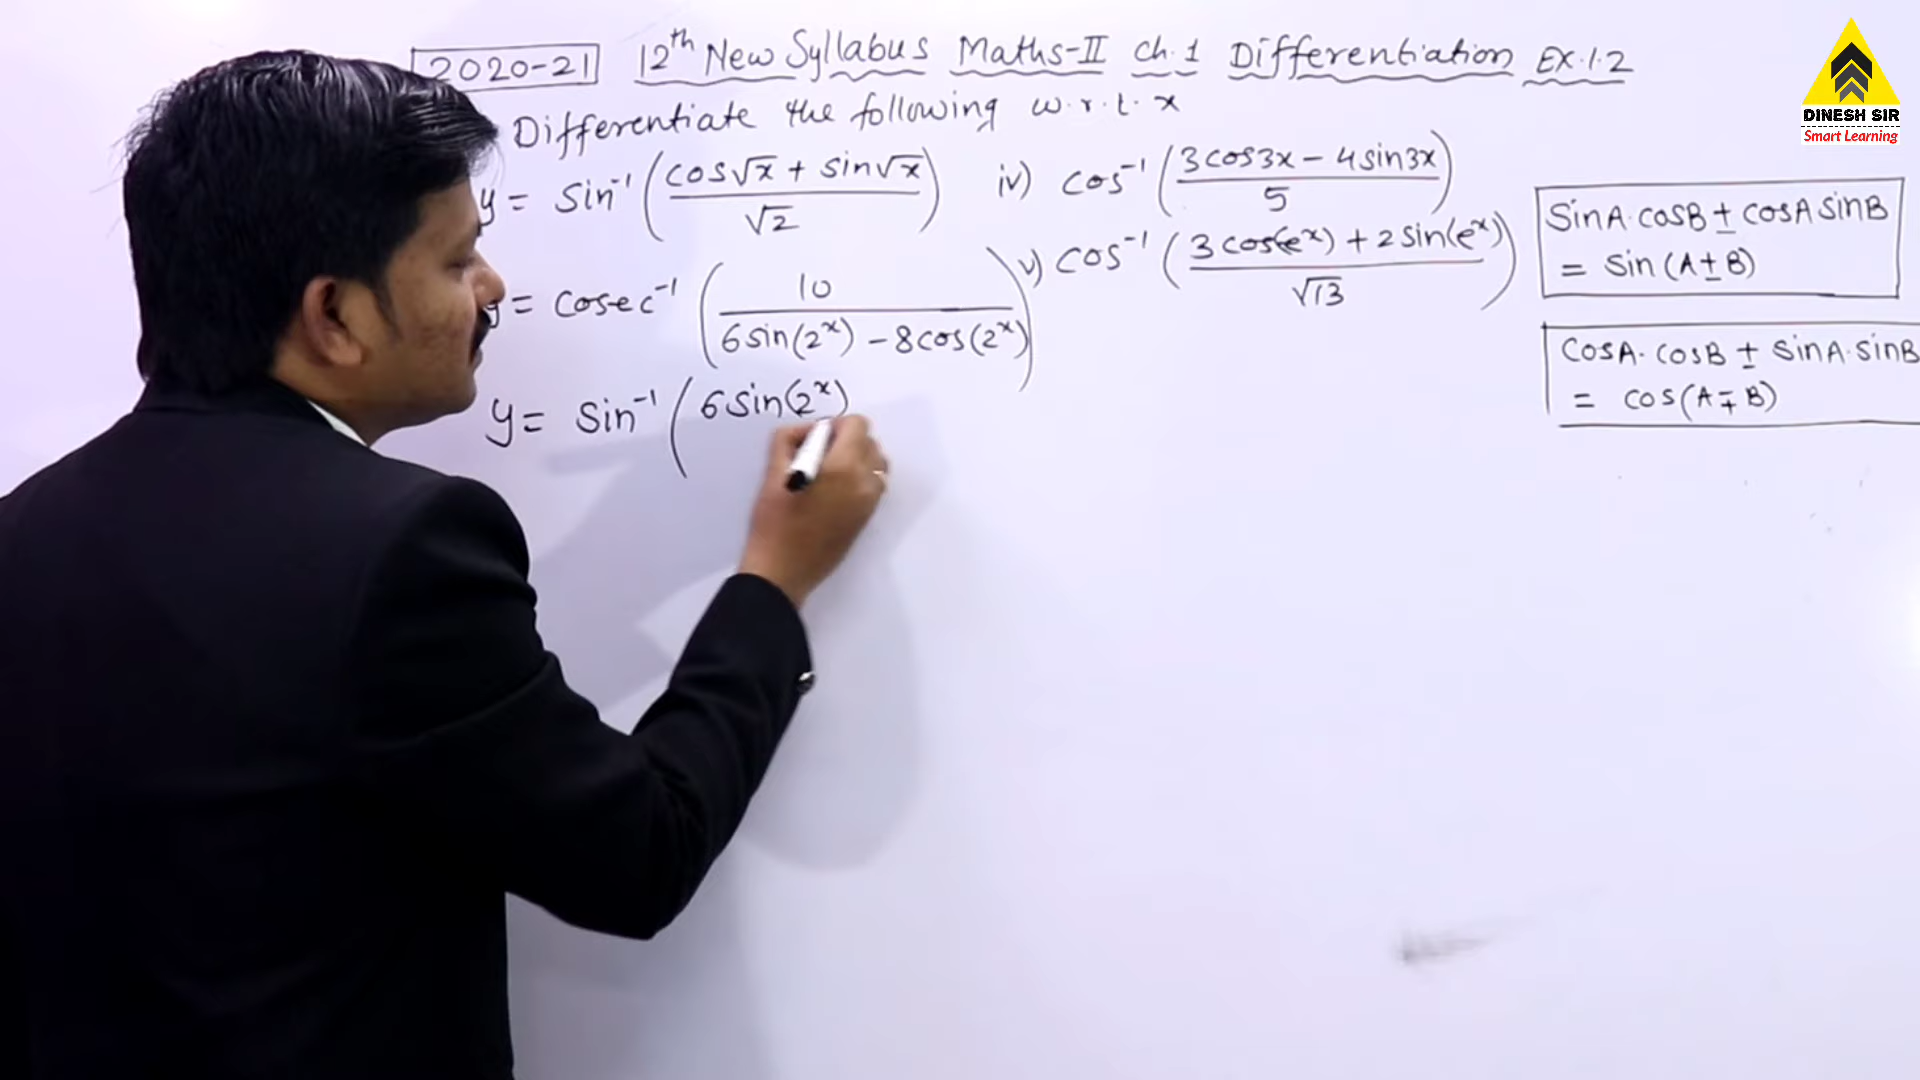 2020-21 12th New Syllabus Maths-II Ch.1 Differentiation EX.1.2
Differentiate the following w.r.t. x
y = sin⁻¹ ( (cos√x + sin√x) / √2 )
iv) cos⁻¹ ( (3cos3x - 4sin3x) / 5 )
= cosec⁻¹ ( 10 / (6sin(2ˣ) - 8cos(2ˣ)) )
v) cos⁻¹ ( (3cos(eˣ) + 2sin(eˣ)) / √13 )
y = Sin⁻¹ ( 6sin(2ˣ)
SinA·cosB ± cosA sinB
= sin(A±B)
cosA·cosB ± sinA·sinB
= cos(A∓B)
DINESH SIR
Smart Learning